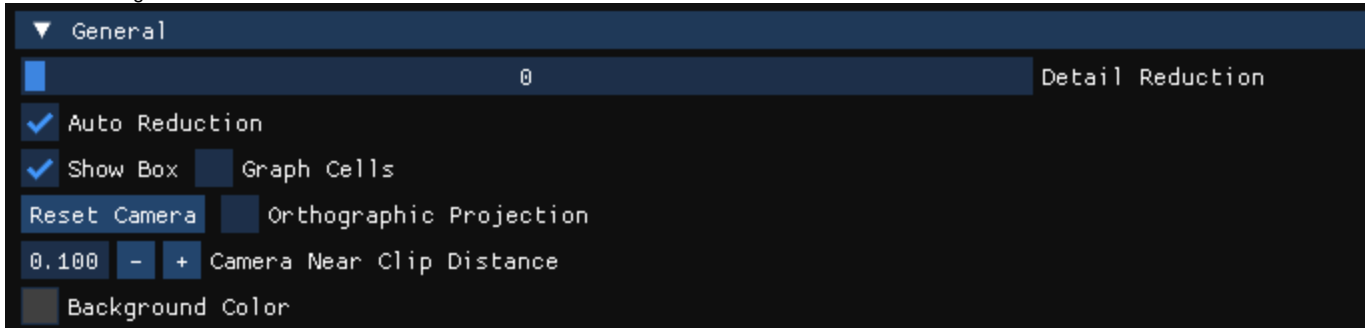 General
0 Detail Reduction
Auto Reduction
Show Box Graph Cells
Reset Camera Orthographic Projection
0.100 - + Camera Near Clip Distance
Background Color